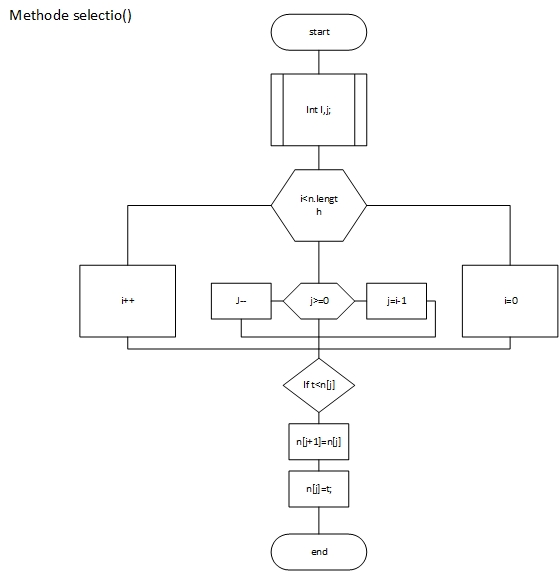 Methode selectio()
start
Int I,j;
i<n.lengt
h
i++
J--
j>=0
j=i-1
i=0
If t<n[j]
n[j+1]=n[j]
n[j]=t;
end